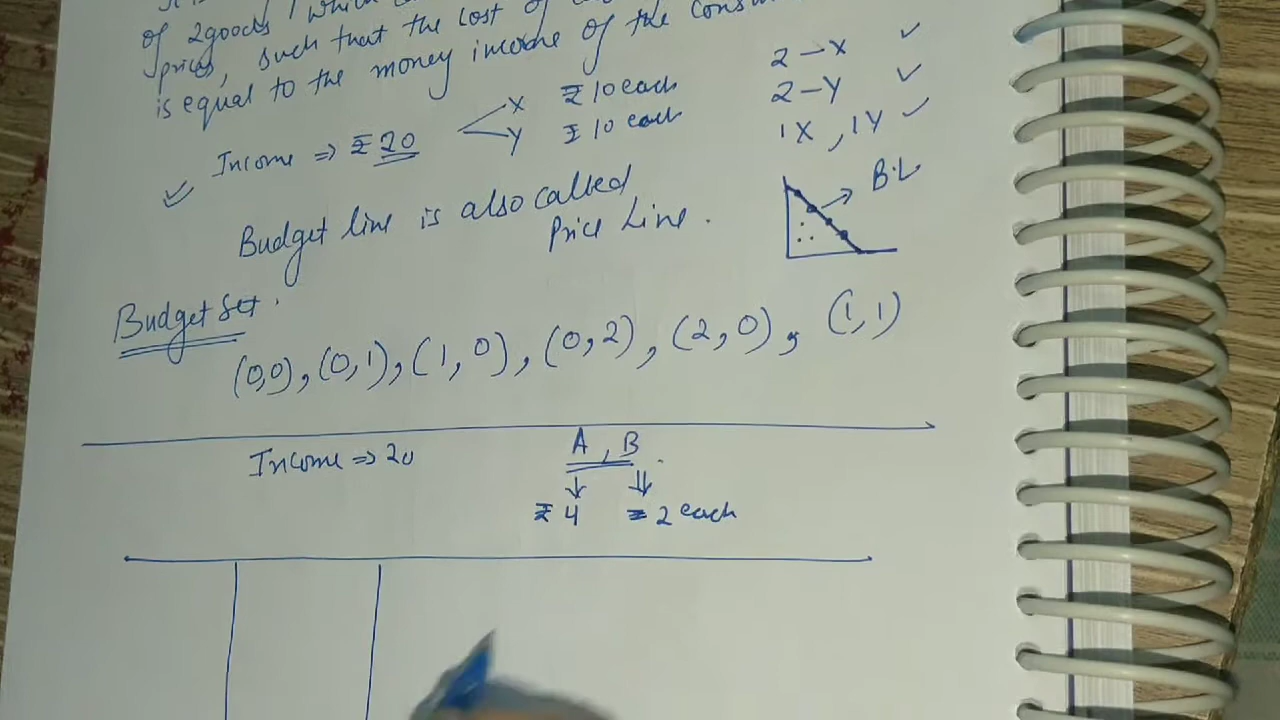 of 2 goods, which
prices, such that the cost of
is equal to the money income of the
Income ⇒ ₹ 20
X ₹ 10 each
Y ₹ 10 each
2 – X ✓
2 – Y ✓
1X , 1Y ✓
✓ Budget line is also called
Price Line.
B.L
Budget Set.
(0,0), (0,1), (1,0), (0,2), (2,0), (1,1)
Income ⇒ 20
A , B
₹ 4
₹ 2 each